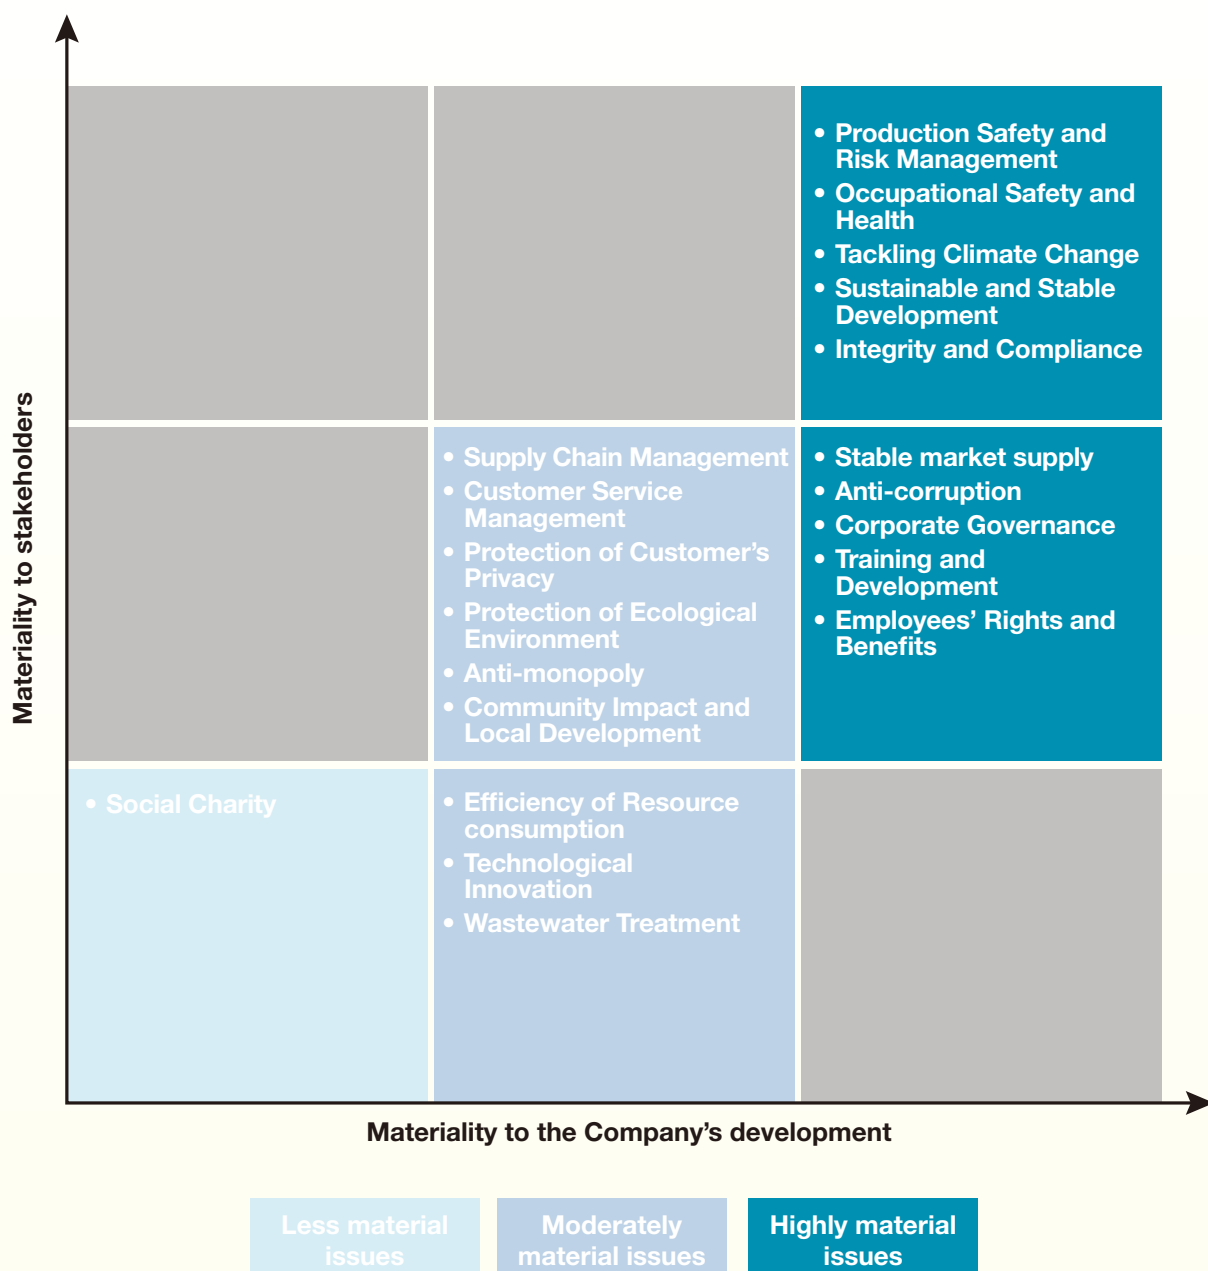 Materiality to stakeholders
• Production Safety and
Risk Management
• Occupational Safety and
Health
• Tackling Climate Change
• Sustainable and Stable
Development
• Integrity and Compliance
• Supply Chain Management
• Customer Service
Management
• Protection of Customer’s
Privacy
• Protection of Ecological
Environment
• Anti-monopoly
• Community Impact and
Local Development
• Stable market supply
• Anti-corruption
• Corporate Governance
• Training and
Development
• Employees’ Rights and
Benefits
• Social Charity
• Efficiency of Resource
consumption
• Technological
Innovation
• Wastewater Treatment
Materiality to the Company’s development
Less material
issues
Moderately
material issues
Highly material
issues